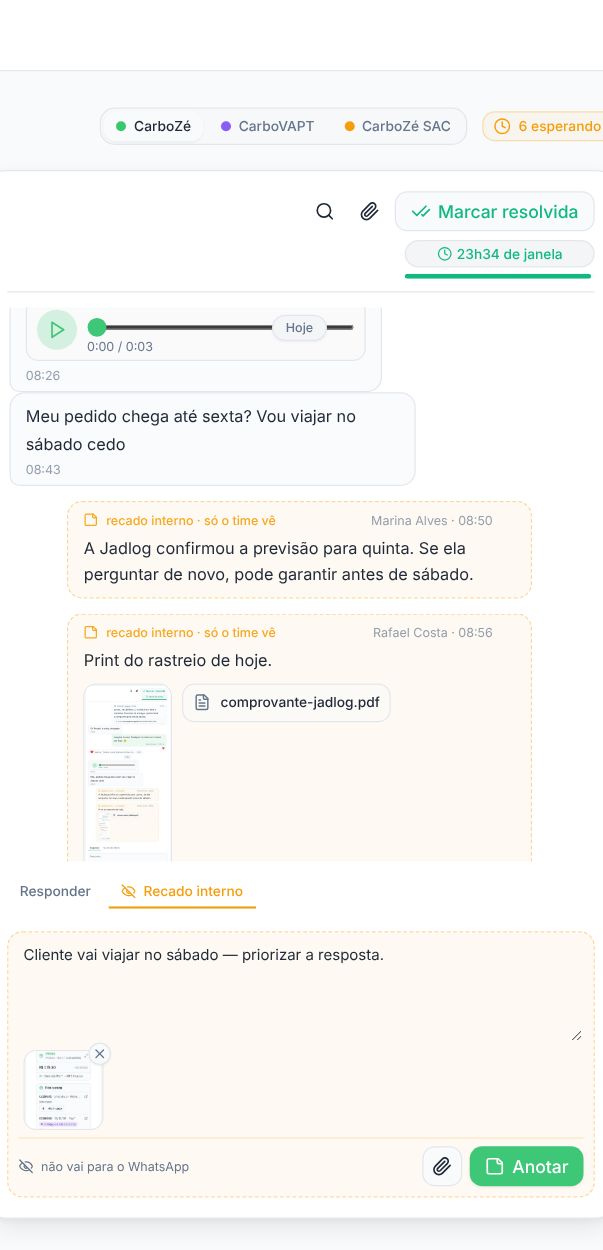 CarboZé
CarboVAPT
CarboZé SAC
6 esperando
Marcar resolvida
23h34 de janela
Hoje
0:00 / 0:03
08:26
Meu pedido chega até sexta? Vou viajar no
sábado cedo
08:43
recado interno · só o time vê
Marina Alves · 08:50
A Jadlog confirmou a previsão para quinta. Se ela
perguntar de novo, pode garantir antes de sábado.
recado interno · só o time vê
Rafael Costa · 08:56
Print do rastreio de hoje.
comprovante-jadlog.pdf
Responder
Recado interno
Cliente vai viajar no sábado — priorizar a resposta.
não vai para o WhatsApp
Anotar